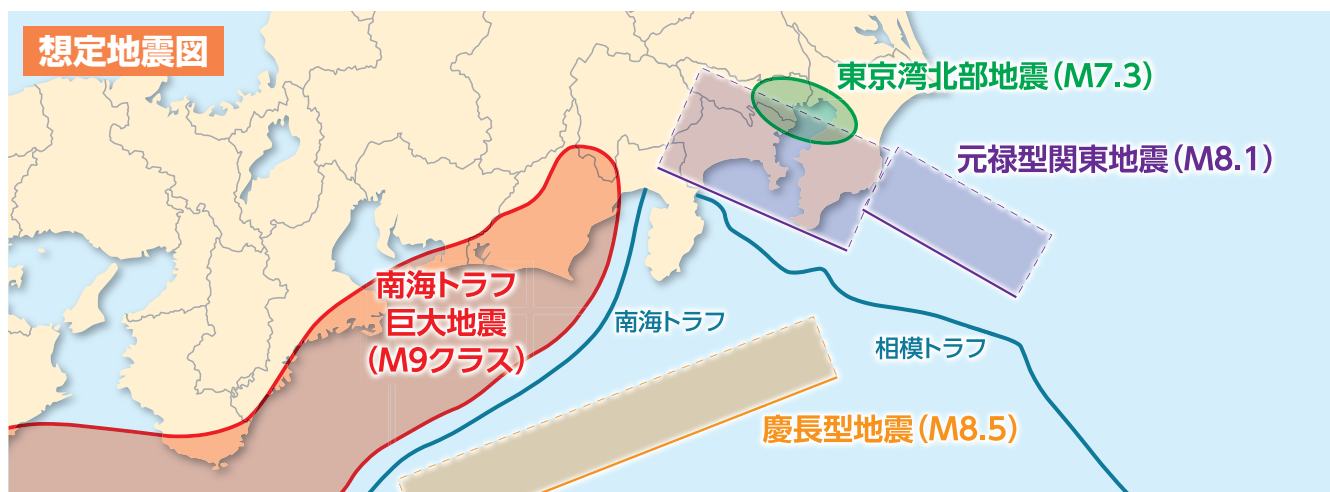 想定地震図
東京湾北部地震(M7.3)
元禄型関東地震(M8.1)
南海トラフ
巨大地震
(M9クラス)
南海トラフ
相模トラフ
慶長型地震(M8.5)